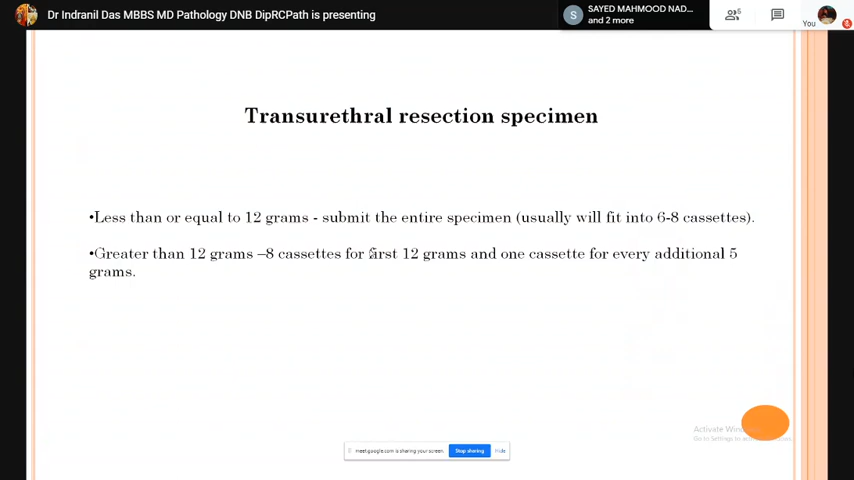 Dr Indranil Das MBBS MD Pathology DNB DipRCPath is presenting
S
SAYED MAHMOOD NAD...
and 2 more
6
You
Transurethral resection specimen
•Less than or equal to 12 grams - submit the entire specimen (usually will fit into 6-8 cassettes).
•Greater than 12 grams –8 cassettes for first 12 grams and one cassette for every additional 5
grams.
Activate Win
Go to Settings to
meet.google.com is sharing your screen.
Stop sharing
Hide